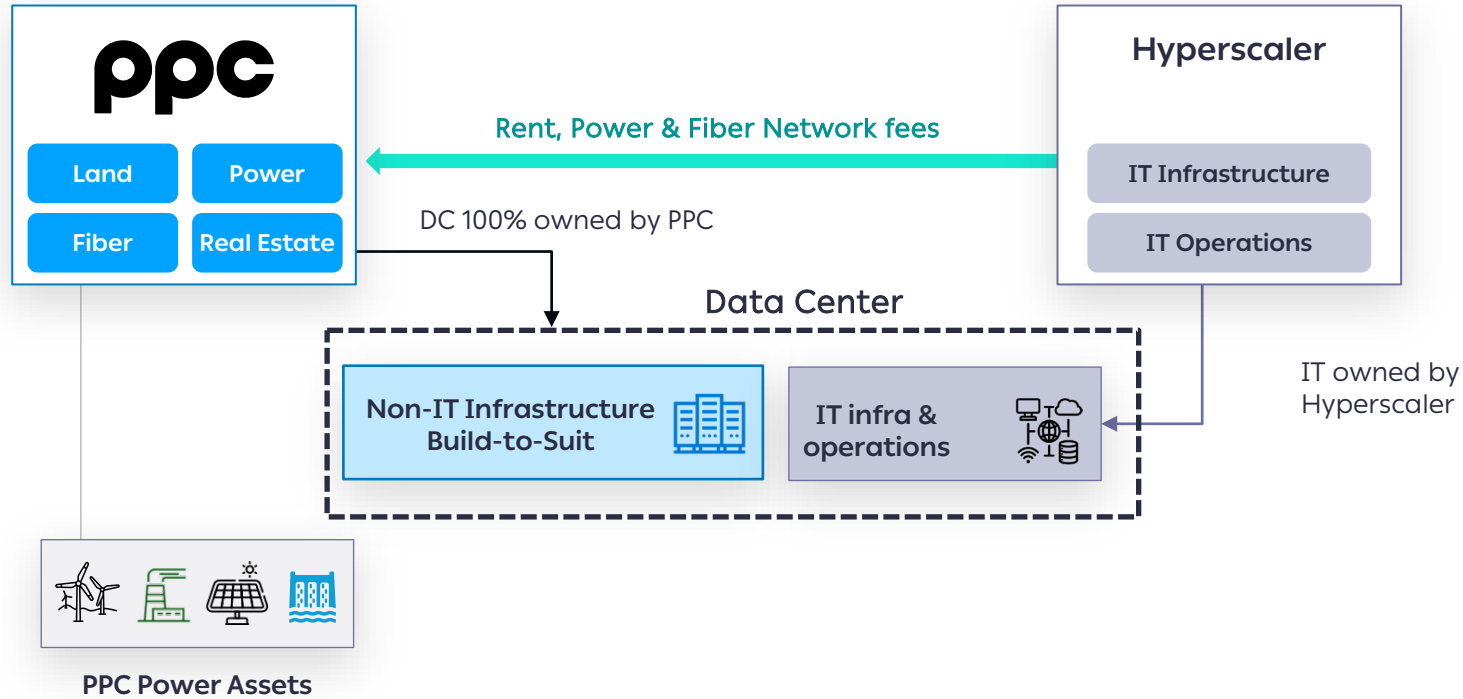 ppc
Land
Power
Fiber
Real Estate
Rent, Power & Fiber Network fees
Hyperscaler
IT Infrastructure
IT Operations
DC 100% owned by PPC
Data Center
Non-IT Infrastructure
Build-to-Suit
IT infra &
operations
IT owned by
Hyperscaler
PPC Power Assets